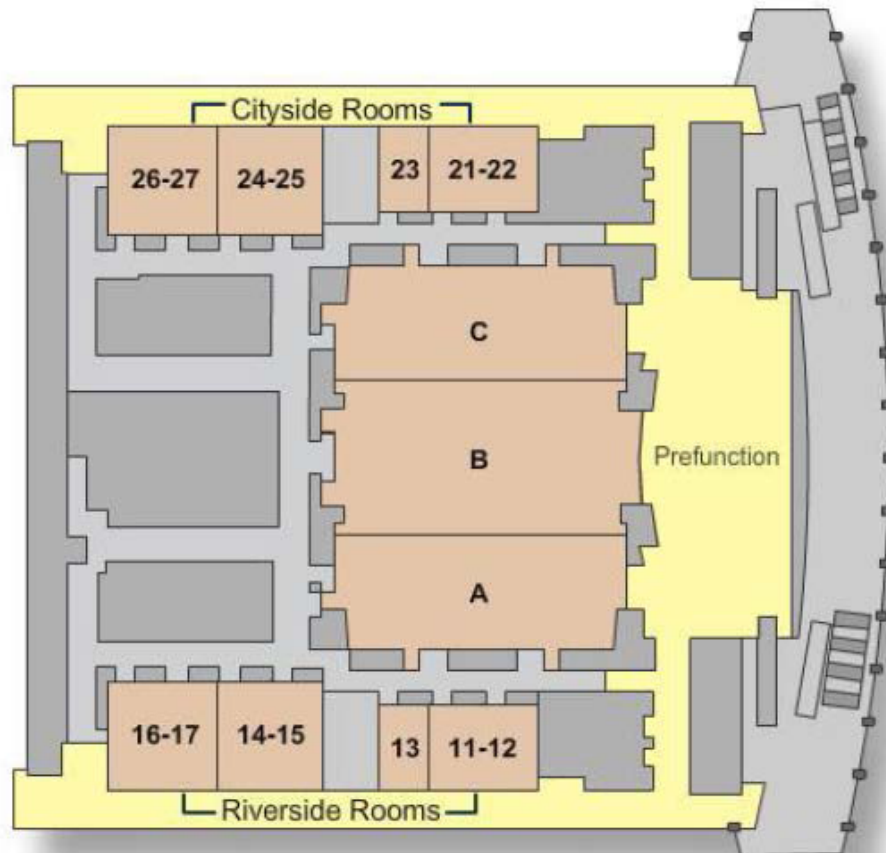 Cityside Rooms
26-27 24-25 23 21-22
C
B
Prefunction
A
16-17 14-15 13 11-12
Riverside Rooms